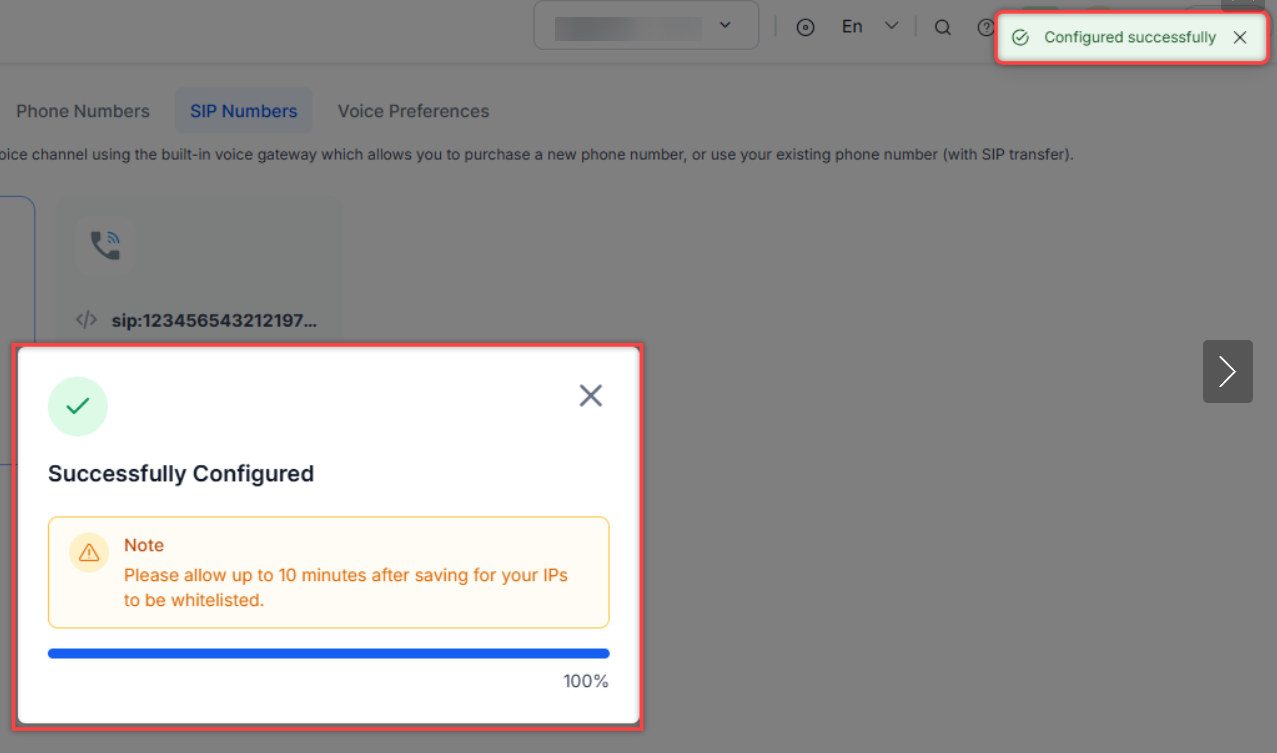 En
Configured successfully
Phone Numbers
SIP Numbers
Voice Preferences
channel using the built-in voice gateway which allows you to purchase a new phone number, or use your existing phone number (with SIP transfer).
</> sip:123456543212197...
Successfully Configured
Note
Please allow up to 10 minutes after saving for your IPs
to be whitelisted.
100%